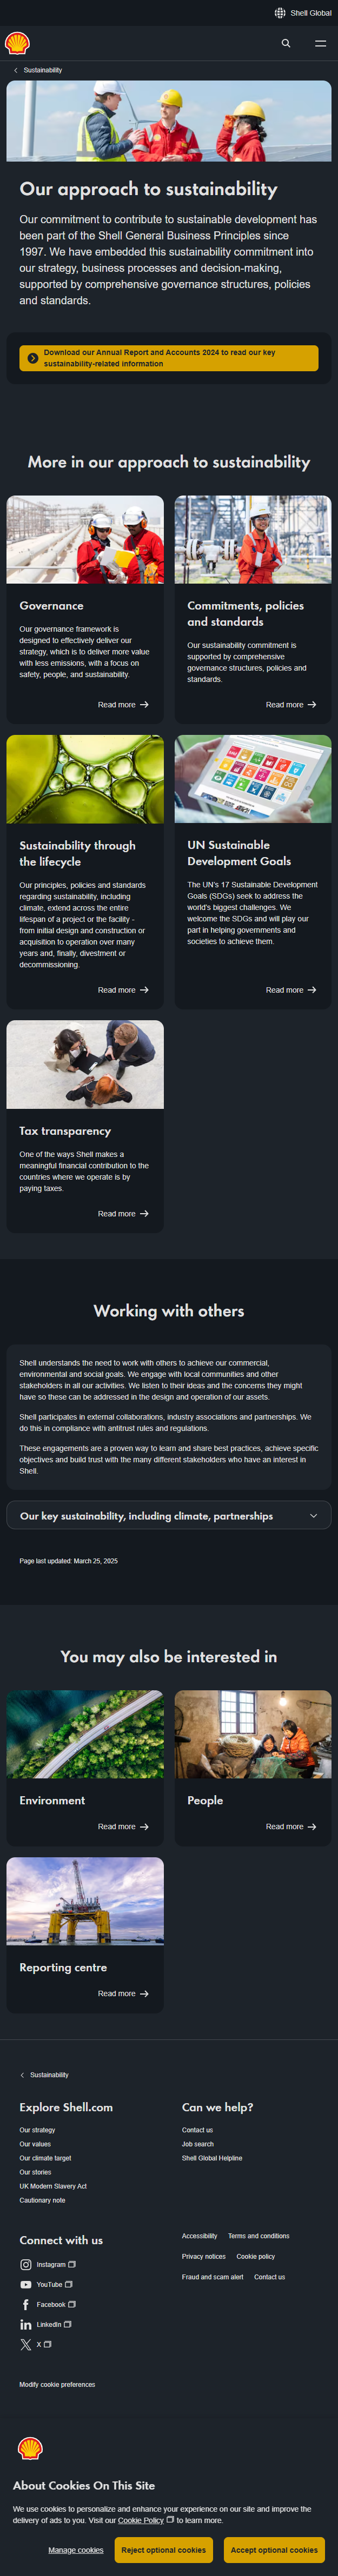 Shell Global
Sustainability
Our approach to sustainability
Our commitment to contribute to sustainable development has
been part of the Shell General Business Principles since
1997. We have embedded this sustainability commitment into
our strategy, business processes and decision-making,
supported by comprehensive governance structures, policies
and standards.
Download our Annual Report and Accounts 2024 to read our key
sustainability-related information
More in our approach to sustainability
Governance
Our governance framework is
designed to effectively deliver our
strategy, which is to deliver more value
with less emissions, with a focus on
safety, people, and sustainability.
Read more
Commitments, policies
and standards
Our sustainability commitment is
supported by comprehensive
governance structures, policies and
standards.
Read more
Sustainability through
the lifecycle
Our principles, policies and standards
regarding sustainability, including
climate, extend across the entire
lifespan of a project or the facility -
from initial design and construction or
acquisition to operation over many
years and, finally, divestment or
decommissioning.
Read more
UN Sustainable
Development Goals
The UN's 17 Sustainable Development
Goals (SDGs) seek to address the
world's biggest challenges. We
welcome the SDGs and will play our
part in helping governments and
societies to achieve them.
Read more
Tax transparency
One of the ways Shell makes a
meaningful financial contribution to the
countries where we operate is by
paying taxes.
Read more
Working with others
Shell understands the need to work with others to achieve our commercial,
environmental and social goals. We engage with local communities and other
stakeholders in all our activities. We listen to their ideas and the concerns they might
have so these can be addressed in the design and operation of our assets.
Shell participates in external collaborations, industry associations and partnerships. We
do this in compliance with antitrust rules and regulations.
These engagements are a proven way to learn and share best practices, achieve specific
objectives and build trust with the many different stakeholders who have an interest in
Shell.
Our key sustainability, including climate, partnerships
Page last updated: March 25, 2025
You may also be interested in
Environment
Read more
People
Read more
Reporting centre
Read more
Sustainability
Explore Shell.com
Our strategy
Our values
Our climate target
Our stories
UK Modern Slavery Act
Cautionary note
Can we help?
Contact us
Job search
Shell Global Helpline
Connect with us
Instagram
YouTube
Facebook
LinkedIn
X
Accessibility Terms and conditions
Privacy notices Cookie policy
Fraud and scam alert Contact us
Modify cookie preferences
About Cookies On This Site
We use cookies to personalize and enhance your experience on our site and improve the
delivery of ads to you. Visit our Cookie Policy to learn more.
Manage cookies Reject optional cookies Accept optional cookies